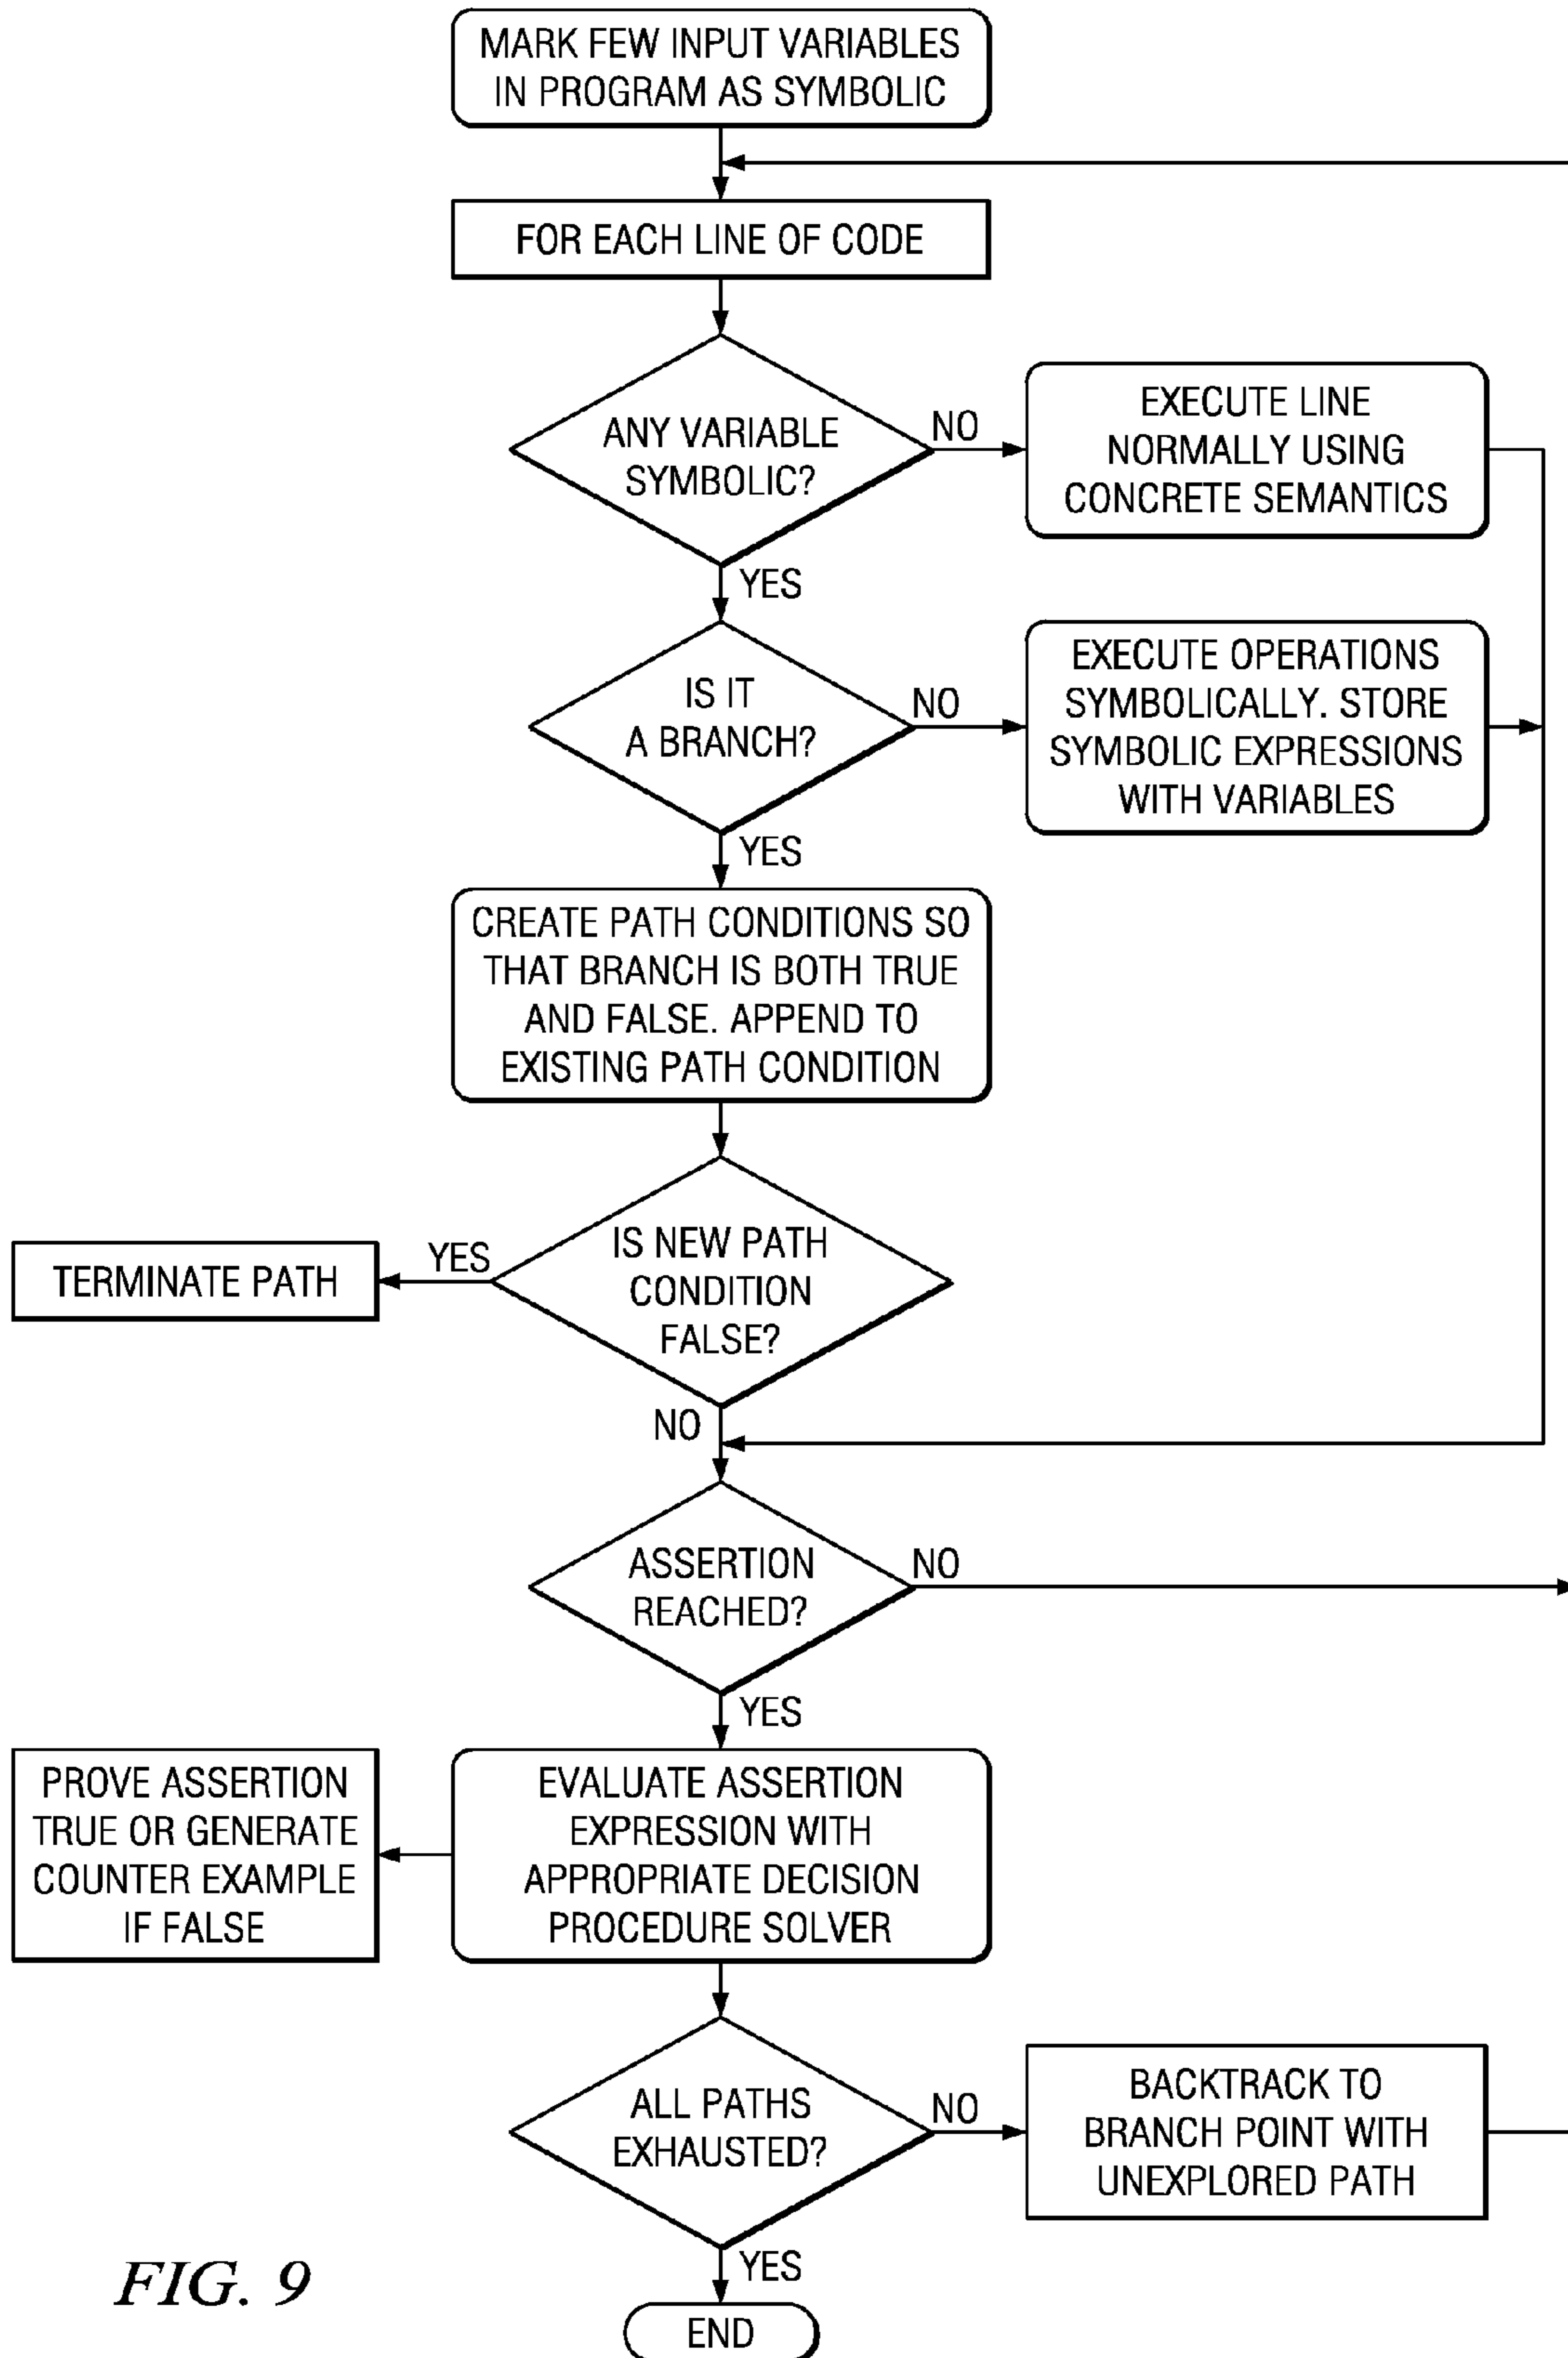 MARK FEW INPUT VARIABLES
IN PROGRAM AS SYMBOLIC
FOR EACH LINE OF CODE
ANY VARIABLE
SYMBOLIC?
NO
EXECUTE LINE
NORMALLY USING
CONCRETE SEMANTICS
YES
IS IT
A BRANCH?
NO
EXECUTE OPERATIONS
SYMBOLICALLY. STORE
SYMBOLIC EXPRESSIONS
WITH VARIABLES
YES
CREATE PATH CONDITIONS SO
THAT BRANCH IS BOTH TRUE
AND FALSE. APPEND TO
EXISTING PATH CONDITION
IS NEW PATH
CONDITION
FALSE?
YES
TERMINATE PATH
NO
ASSERTION
REACHED?
NO
YES
EVALUATE ASSERTION
EXPRESSION WITH
APPROPRIATE DECISION
PROCEDURE SOLVER
PROVE ASSERTION
TRUE OR GENERATE
COUNTER EXAMPLE
IF FALSE
ALL PATHS
EXHAUSTED?
NO
BACKTRACK TO
BRANCH POINT WITH
UNEXPLORED PATH
YES
END
FIG. 9